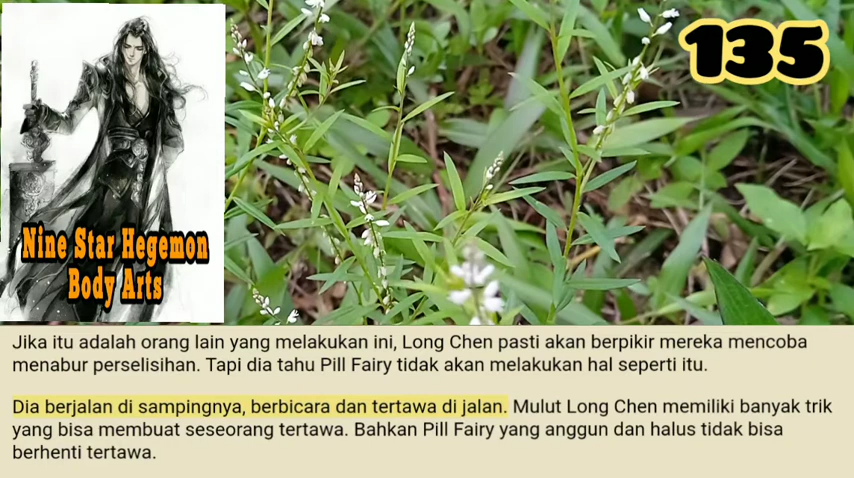 135
Nine Star Hegemon
Body Arts
Jika itu adalah orang lain yang melakukan ini, Long Chen pasti akan berpikir mereka mencoba
menabur perselisihan. Tapi dia tahu Pill Fairy tidak akan melakukan hal seperti itu.
Dia berjalan di sampingnya, berbicara dan tertawa di jalan. Mulut Long Chen memiliki banyak trik
yang bisa membuat seseorang tertawa. Bahkan Pill Fairy yang anggun dan halus tidak bisa
berhenti tertawa.